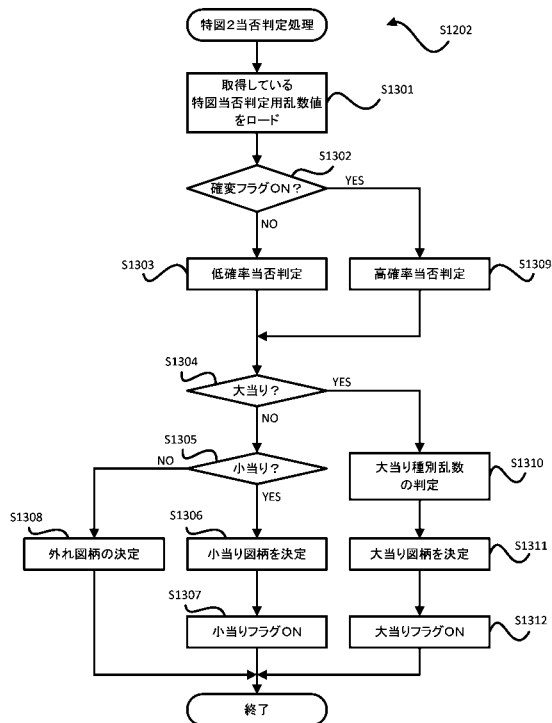 特図2当否判定処理
S1202
取得している
特図当否判定用乱数値
をロード
S1301
S1302
確変フラグON?
YES
NO
S1303
低確率当否判定
高確率当否判定
S1309
S1304
大当り?
YES
NO
S1305
NO
小当り?
YES
大当り種別乱数
の判定
S1310
S1308
外れ図柄の決定
S1306
小当り図柄を決定
大当り図柄を決定
S1311
S1307
小当りフラグON
大当りフラグON
S1312
終了